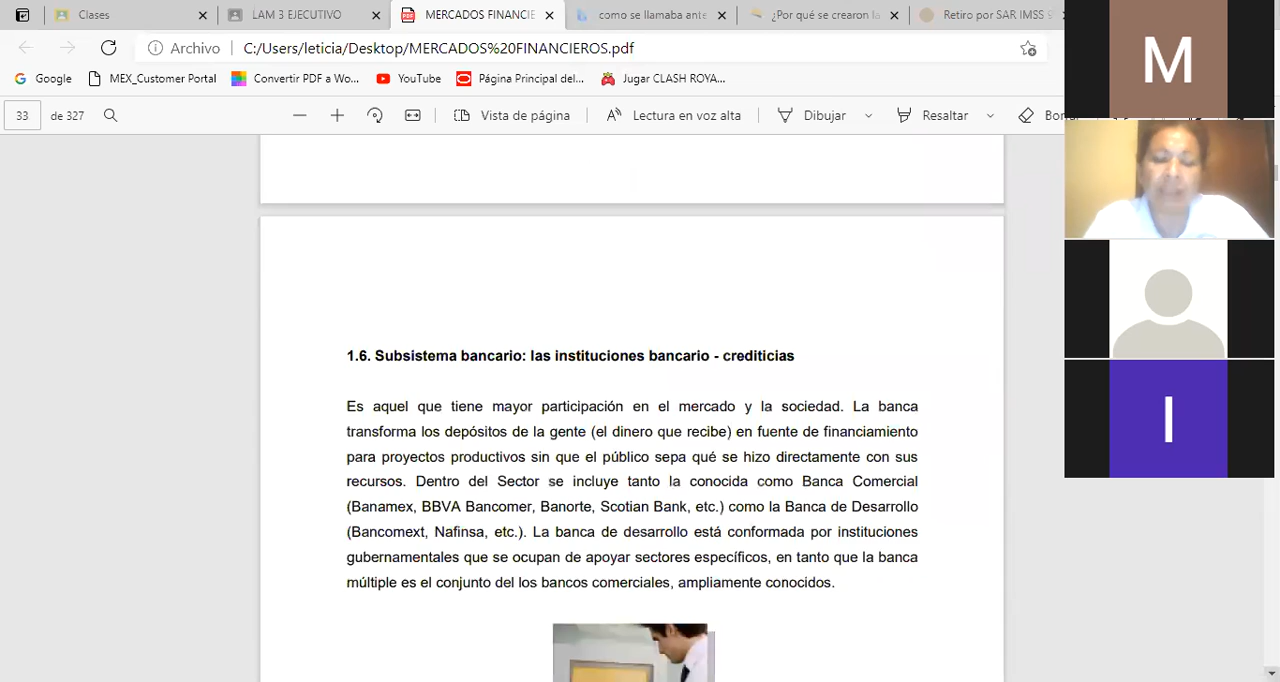 Clases
LAM 3 EJECUTIVO
MERCADOS FINANCIE
como se llamaba ante
¿Por qué se crearon la
Retiro por SAR IMSS 9
Archivo
C:/Users/leticia/Desktop/MERCADOS%20FINANCIEROS.pdf
Google
MEX_Customer Portal
Convertir PDF a Wo...
YouTube
Página Principal del...
Jugar CLASH ROYA...
33 de 327
Vista de página
Lectura en voz alta
Dibujar
Resaltar
M
I
1.6. Subsistema bancario: las instituciones bancario - crediticias
Es aquel que tiene mayor participación en el mercado y la sociedad. La banca
transforma los depósitos de la gente (el dinero que recibe) en fuente de financiamiento
para proyectos productivos sin que el público sepa qué se hizo directamente con sus
recursos. Dentro del Sector se incluye tanto la conocida como Banca Comercial
(Banamex, BBVA Bancomer, Banorte, Scotian Bank, etc.) como la Banca de Desarrollo
(Bancomext, Nafinsa, etc.). La banca de desarrollo está conformada por instituciones
gubernamentales que se ocupan de apoyar sectores específicos, en tanto que la banca
múltiple es el conjunto del los bancos comerciales, ampliamente conocidos.